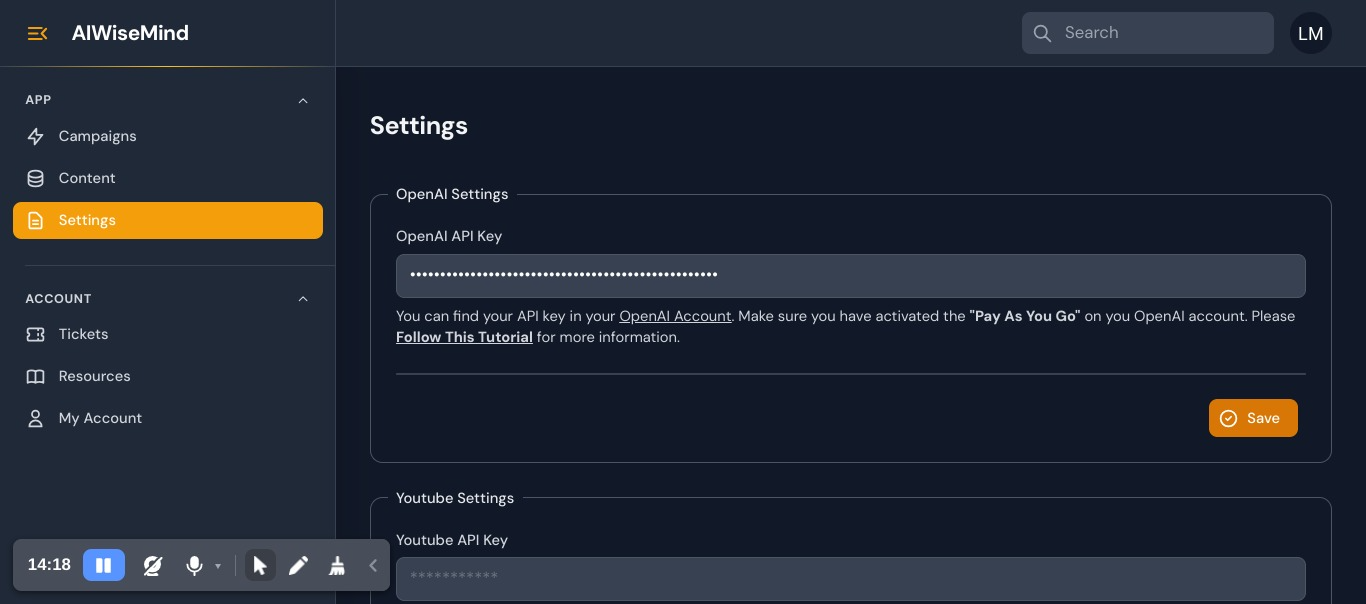 AIWiseMind
Search
LM
APP
Campaigns
Content
Settings
ACCOUNT
Tickets
Resources
My Account
14:18
Settings
OpenAI Settings
OpenAI API Key
•••••••••••••••••••••••••••••••••••••••••••••••••••
You can find your API key in your OpenAI Account. Make sure you have activated the "Pay As You Go" on you OpenAI account. Please
Follow This Tutorial for more information.
Save
Youtube Settings
Youtube API Key
***********